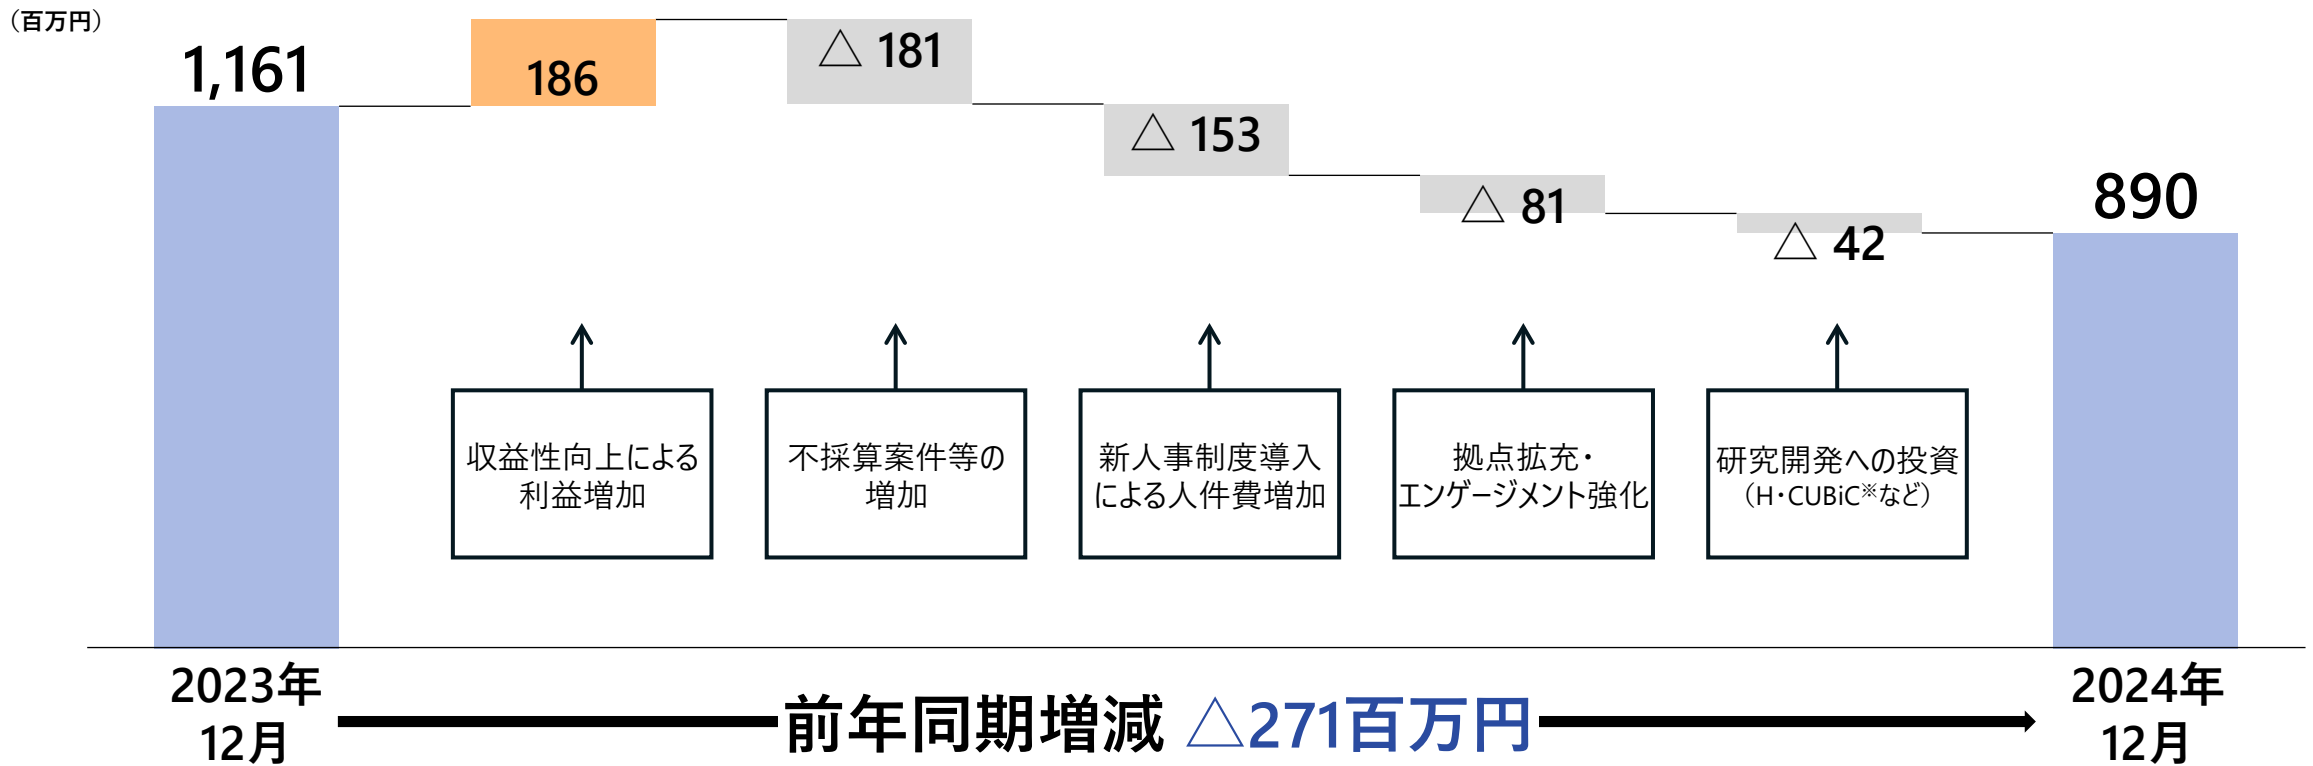 （百万円）
1,161
186
△ 181
△ 153
△ 81
△ 42
890
収益性向上による
利益増加
不採算案件等の
増加
新人事制度導入
による人件費増加
拠点拡充・
エンゲージメント強化
研究開発への投資
（H・CUBiC※など）
2023年
12月
前年同期増減 △271百万円
2024年
12月